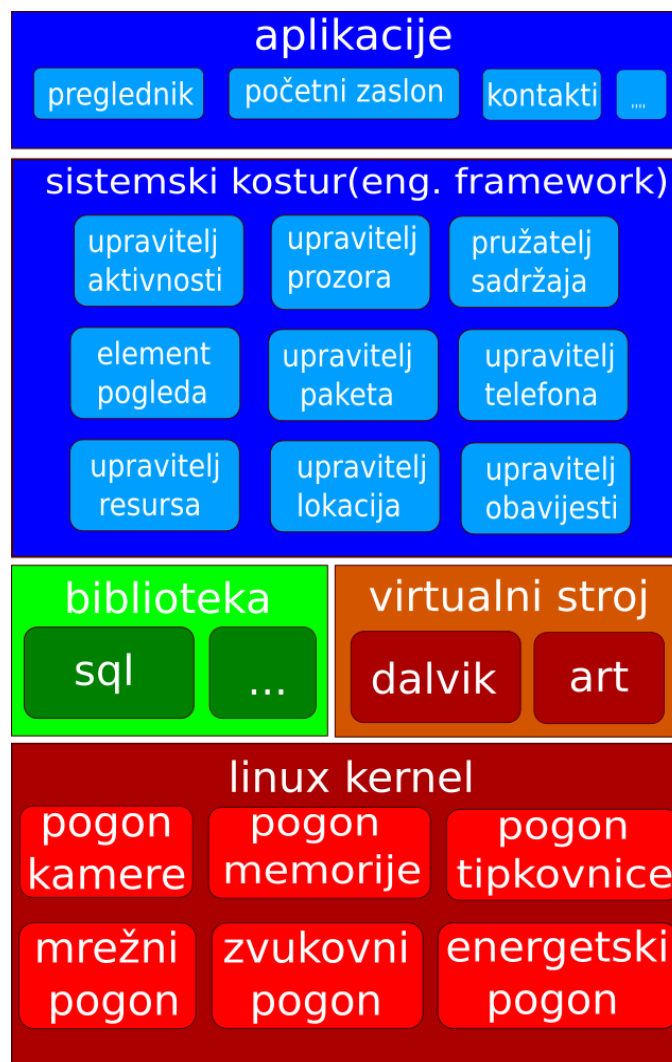 aplikacije
preglednik
početni zaslon
kontakti
,,,,
sistemski kostur(eng. framework)
upravitelj
aktivnosti
upravitelj
prozora
pružatelj
sadržaja
element
pogleda
upravitelj
paketa
upravitelj
telefona
upravitelj
resursa
upravitelj
lokacija
upravitelj
obavijesti
biblioteka
sql
...
virtualni stroj
dalvik
art
linux kernel
pogon
kamere
pogon
memorije
pogon
tipkovnice
mrežni
pogon
zvukovni
pogon
energetski
pogon